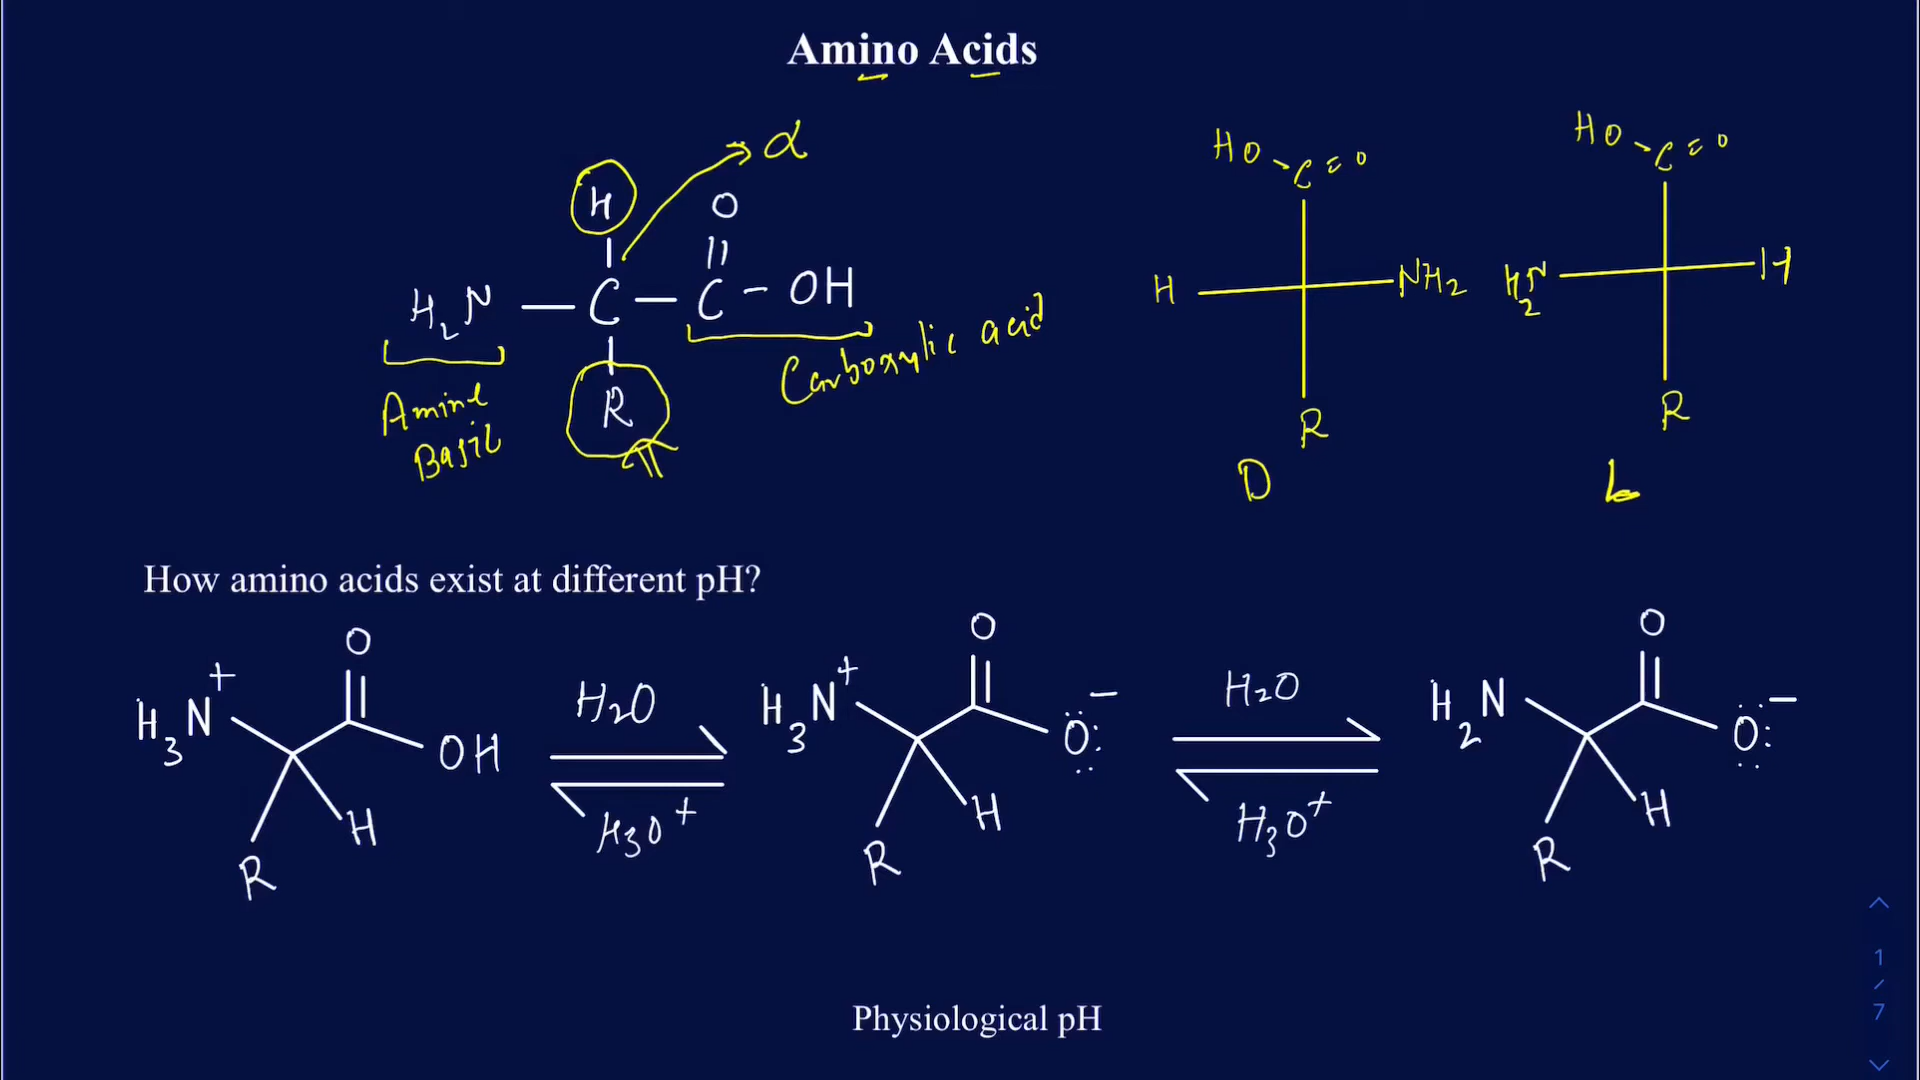 Amino Acids
α
H
O
||
H2N — C — C - OH
R
Amine
Basic
Carboxylic acid
HO - C = O
H NH2
R
D
HO - C = O
H2N H
R
L
How amino acids exist at different pH?
H3N+ O OH H R
H2O
H3O+
H3N+ O O:- H R
H2O
H3O+
H2N O O:- H R
Physiological pH
1
/
7